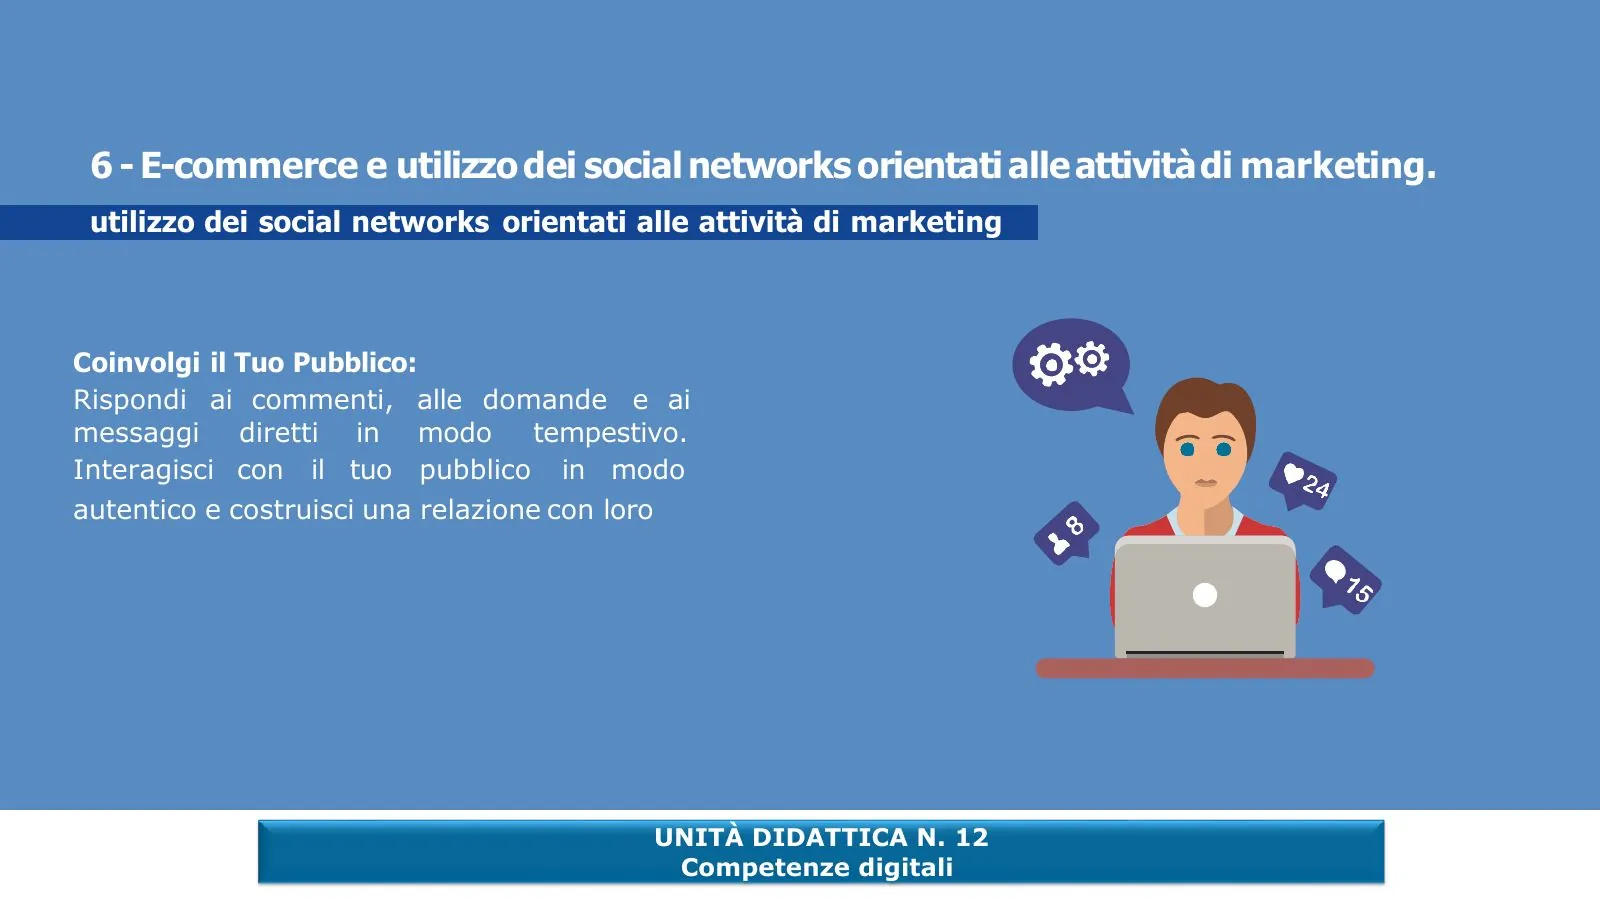 6 - E-commerce e utilizzo dei social networks orientati alle attività di marketing.
utilizzo dei social networks orientati alle attività di marketing
Coinvolgi il Tuo Pubblico:
Rispondi ai commenti, alle domande e ai
messaggi diretti in modo tempestivo.
Interagisci con il tuo pubblico in modo
autentico e costruisci una relazione con loro
24
8
15
UNITÀ DIDATTICA N. 12
Competenze digitali